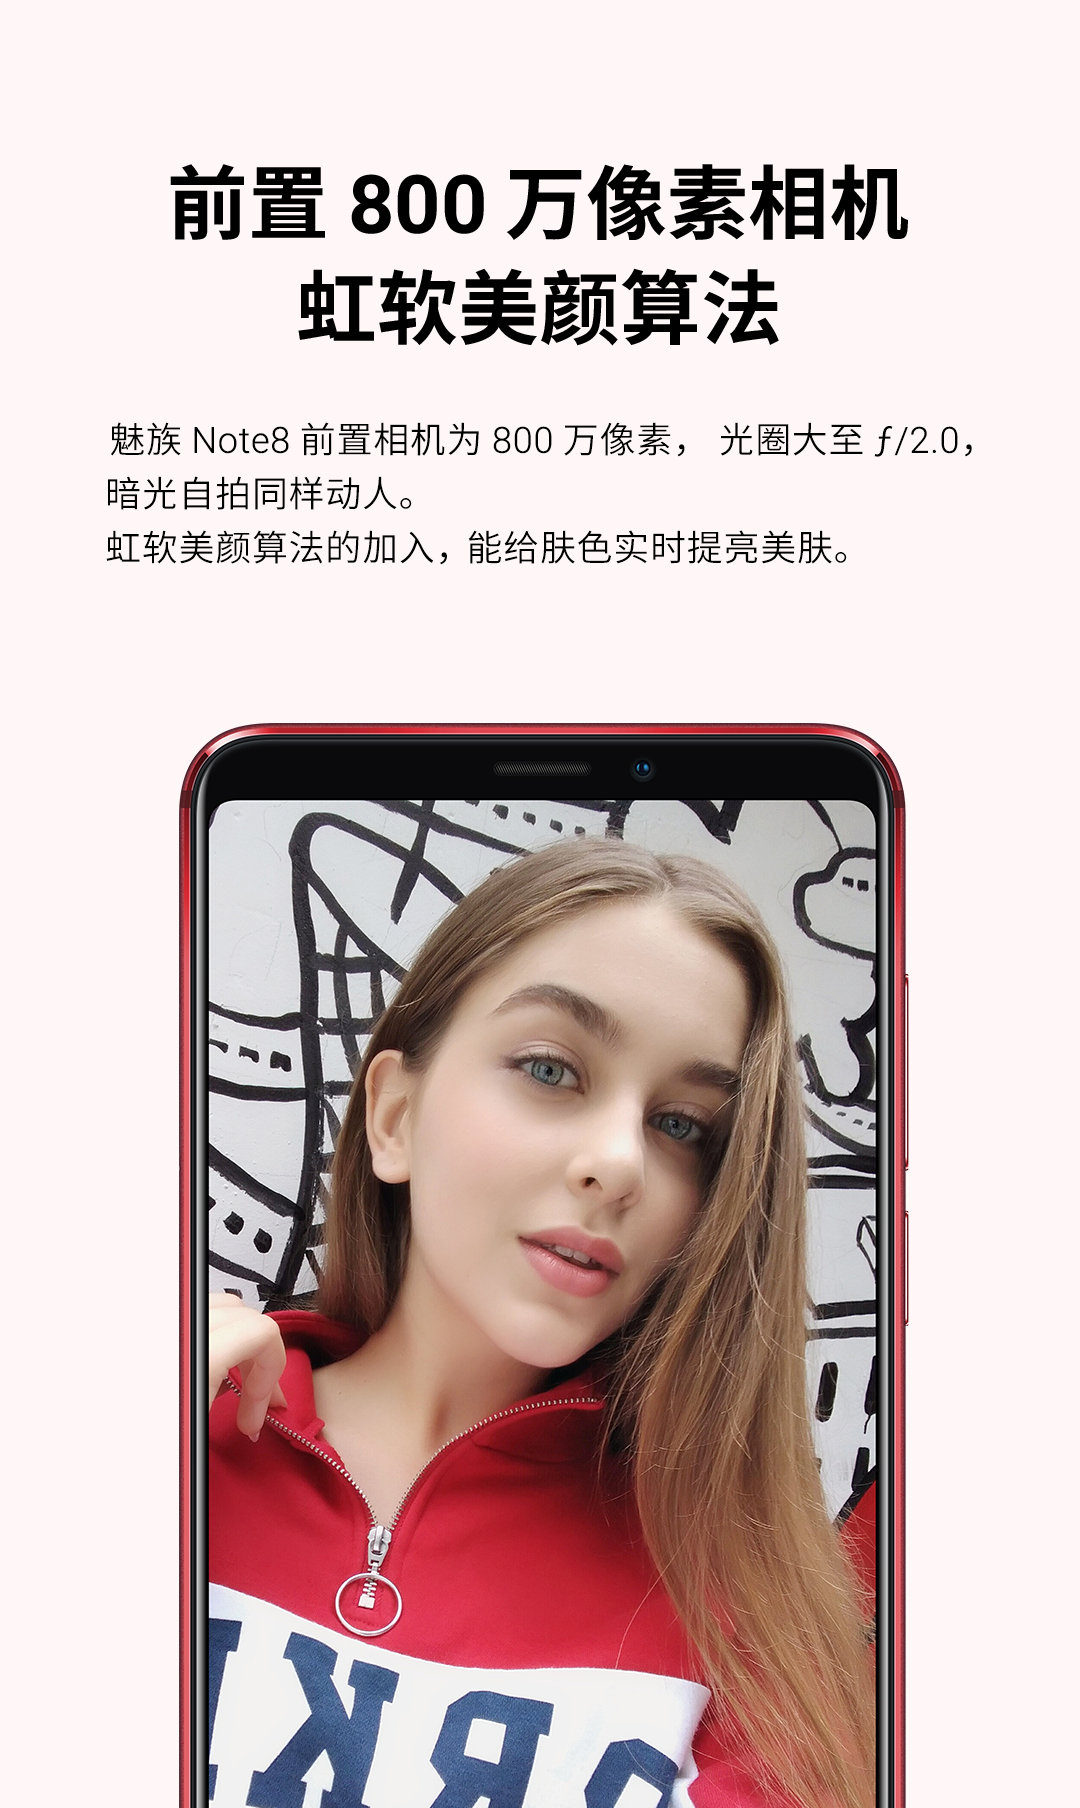 前置 800 万像素相机
虹软美颜算法
魅族 Note8 前置相机为 800 万像素， 光圈大至 ƒ/2.0，
暗光自拍同样动人。
虹软美颜算法的加入，能给肤色实时提亮美肤。